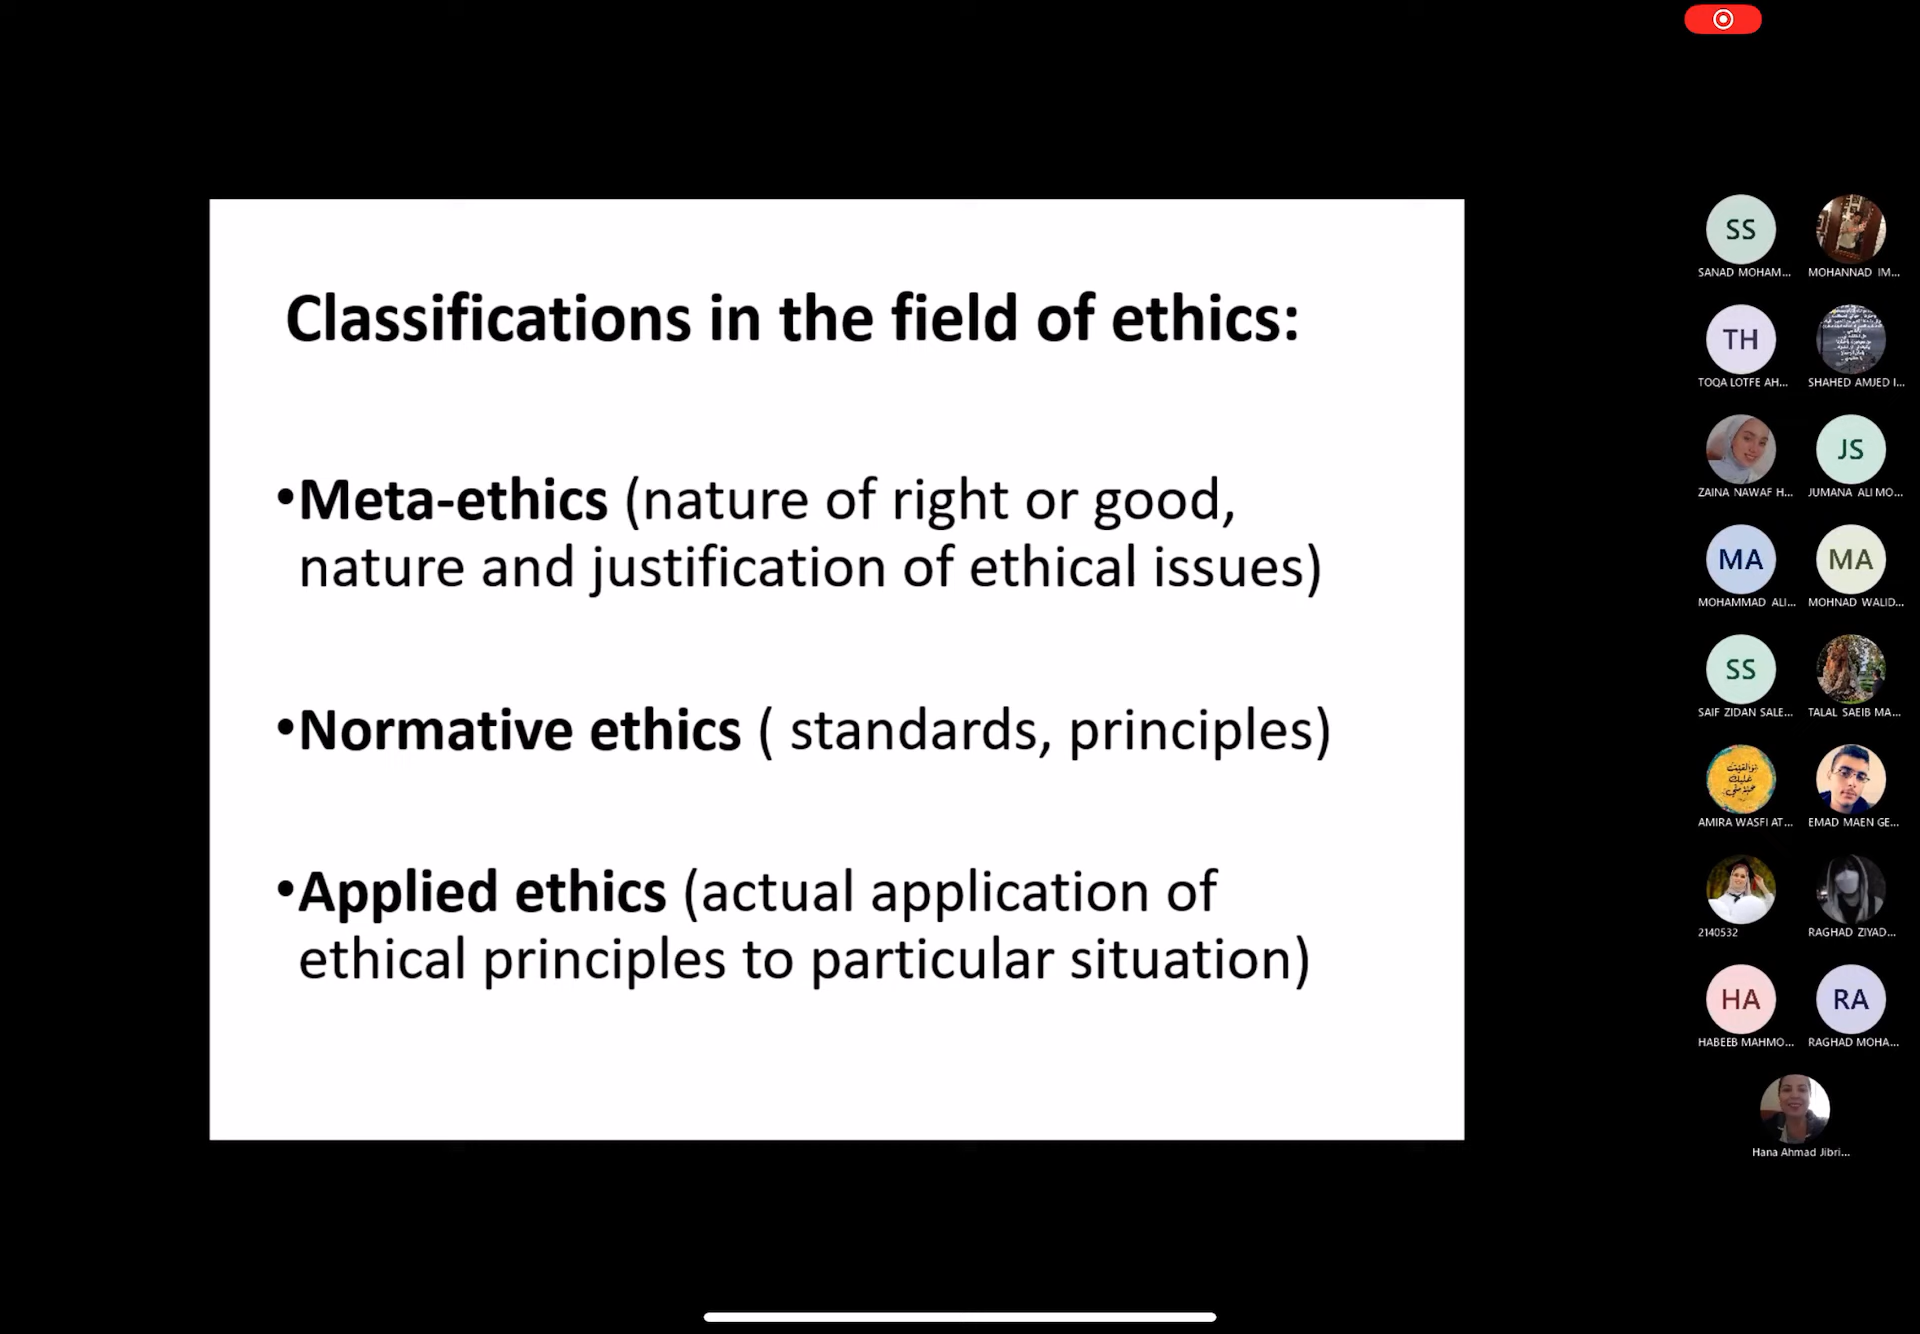 Classifications in the field of ethics:
•Meta-ethics (nature of right or good,
nature and justification of ethical issues)
•Normative ethics ( standards, principles)
•Applied ethics (actual application of
ethical principles to particular situation)
SS
SANAD MOHAM...
MOHANNAD IM...
TH
TOQA LOTFE AH...
SHAHED AMJED I...
ZAINA NAWAF H...
JS
JUMANA ALI MO...
MA
MOHAMMAD ALI...
MA
MOHNAD WALID...
SS
SAIF ZIDAN SALE...
TALAL SAEIB MA...
AMIRA WASFI AT...
EMAD MAEN GE...
2140532
RAGHAD ZIYAD...
HA
HABEEB MAHMO...
RA
RAGHAD MOHA...
Hana Ahmad Jibri...